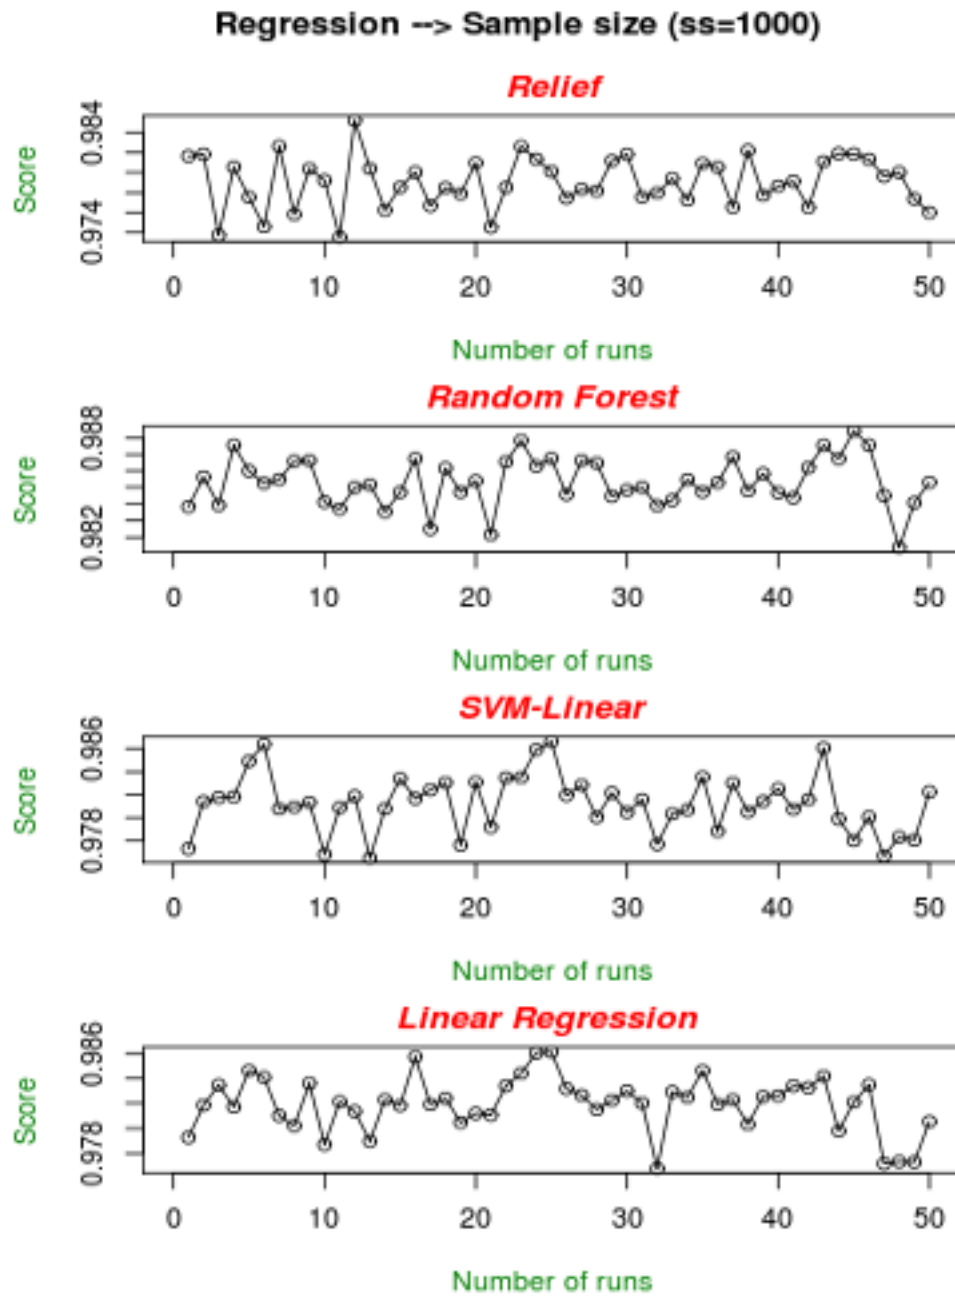 Regression --> Sample size (ss=1000)
Relief
Score
0.984
0.974
0 10 20 30 40 50
Number of runs
Random Forest
Score
0.988
0.982
0 10 20 30 40 50
Number of runs
SVM-Linear
Score
0.986
0.978
0 10 20 30 40 50
Number of runs
Linear Regression
Score
0.986
0.978
0 10 20 30 40 50
Number of runs